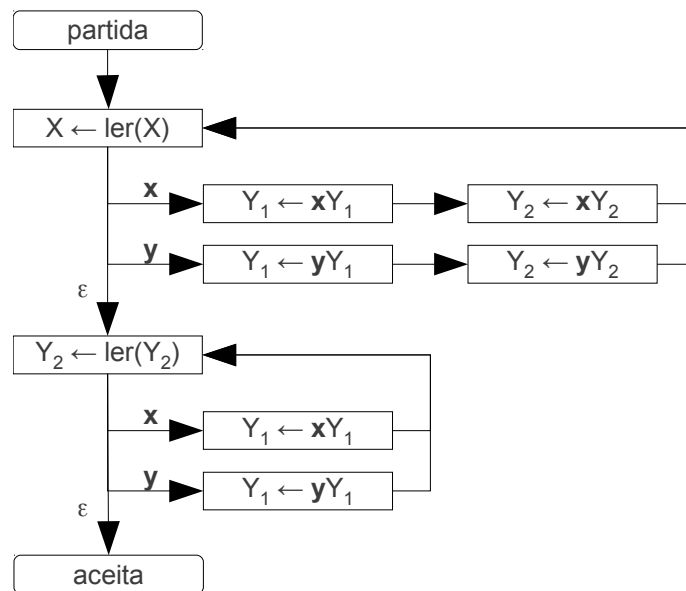 partida
X ← ler(X)
x Y₁ ← xY₁ Y₂ ← xY₂
y Y₁ ← yY₁ Y₂ ← yY₂
ε
Y₂ ← ler(Y₂)
x Y₁ ← xY₁
y Y₁ ← yY₁
ε
aceita